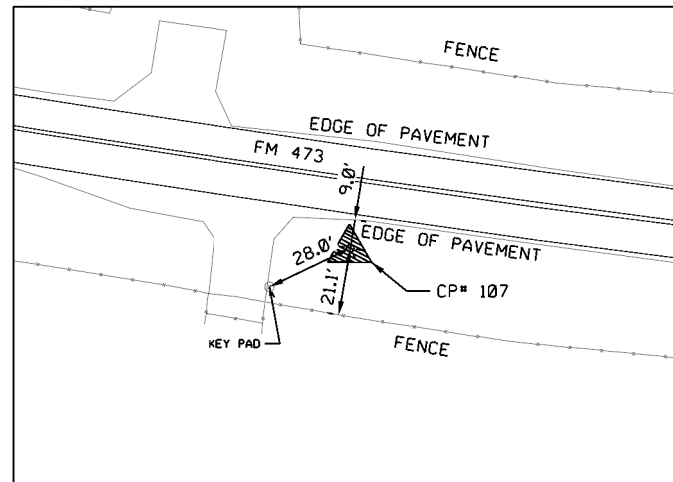 FENCE
EDGE OF PAVEMENT
FM 473
9.0'
EDGE OF PAVEMENT
28.0'
21.1'
CP# 107
KEY PAD
FENCE